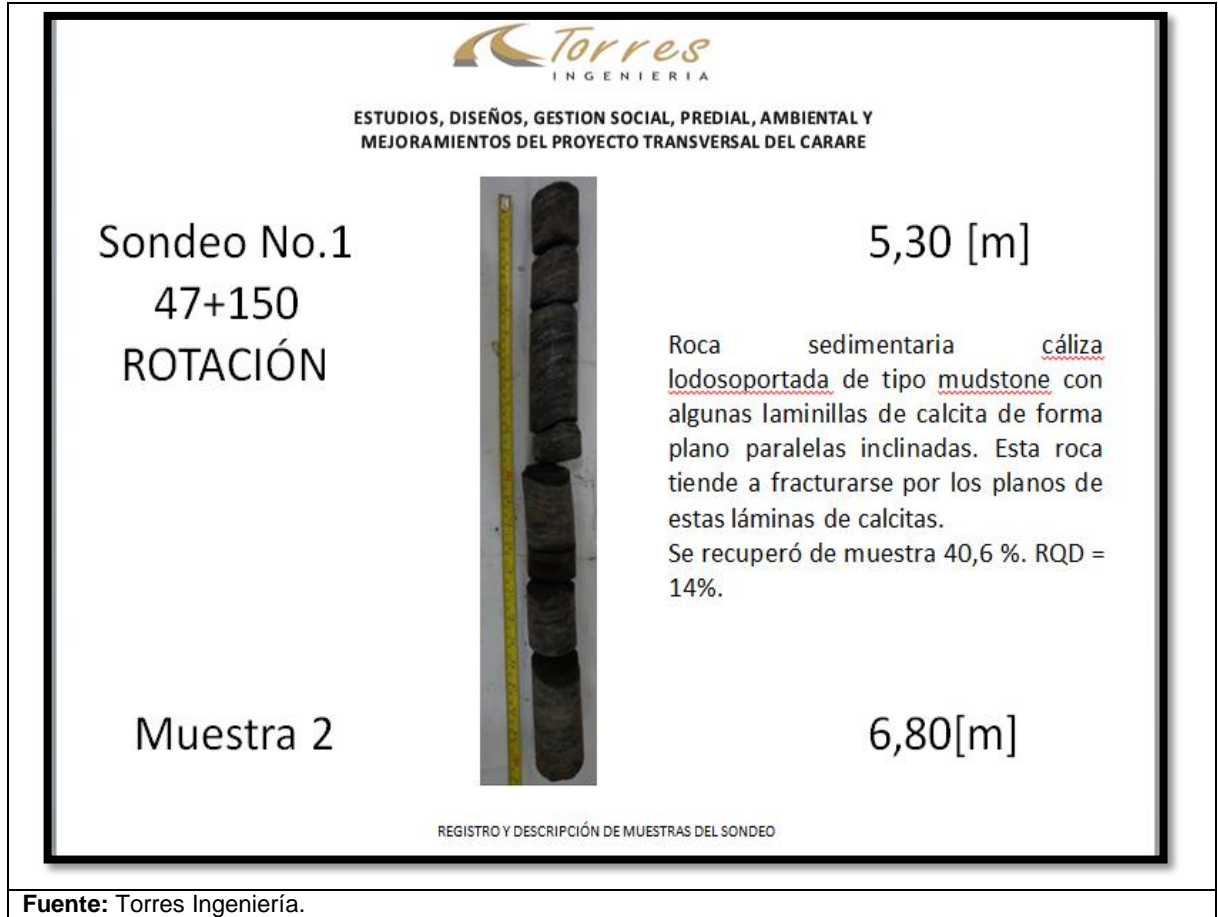 Torres
INGENIERIA
ESTUDIOS, DISEÑOS, GESTION SOCIAL, PREDIAL, AMBIENTAL Y
MEJORAMIENTOS DEL PROYECTO TRANSVERSAL DEL CARARE
Sondeo No.1
47+150
ROTACIÓN
5,30 [m]
Roca sedimentaria cáliza
lodosoportada de tipo mudstone con
algunas laminillas de calcita de forma
plano paralelas inclinadas. Esta roca
tiende a fracturarse por los planos de
estas láminas de calcitas.
Se recuperó de muestra 40,6 %. RQD =
14%.
Muestra 2
6,80[m]
REGISTRO Y DESCRIPCIÓN DE MUESTRAS DEL SONDEO
Fuente: Torres Ingeniería.